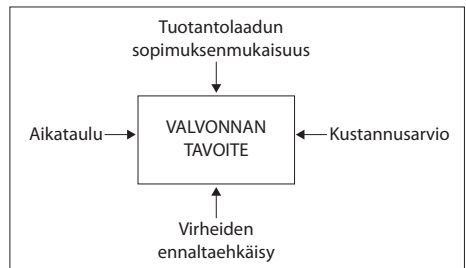 Tuotantolaadun
sopimuksenmukaisuus
Aikataulu
VALVONNAN
TAVOITE
Kustannusarvio
Virheiden
ennaltaehkäisy